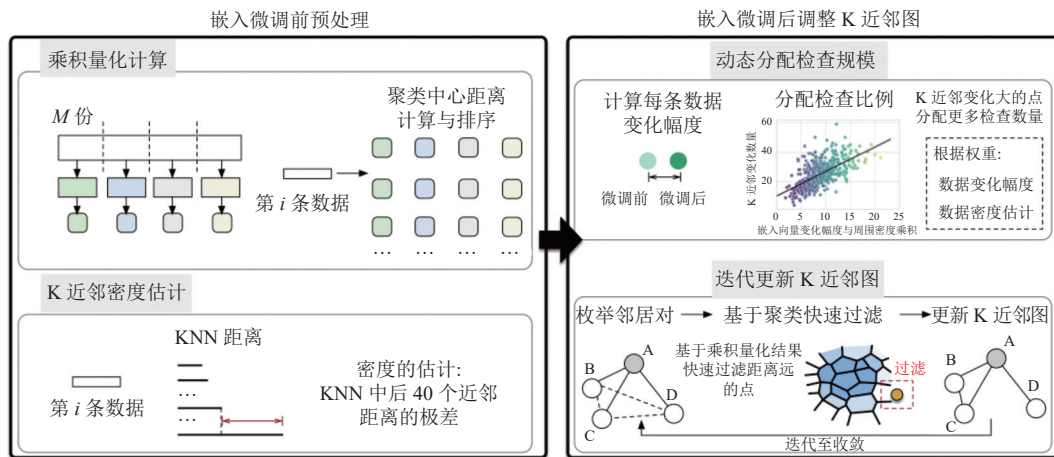 嵌入微调前预处理
乘积量化计算
M 份
聚类中心距离
计算与排序
第 i 条数据
… … … …
K 近邻密度估计
KNN 距离
…
…
第 i 条数据
密度的估计:
KNN 中后 40 个近邻
距离的极差
嵌入微调后调整 K 近邻图
动态分配检查规模
计算每条数据
变化幅度
微调前 微调后
分配检查比例
K 近邻变化数量
60
40
20
0 5 10 15 20 25
嵌入向量变化幅度与周围密度乘积
K 近邻变化大的点
分配更多检查数量
根据权重:
数据变化幅度
数据密度估计
迭代更新 K 近邻图
枚举邻居对
基于聚类快速过滤
更新 K 近邻图
A
B
C
D
基于乘积量化结果
快速过滤距离远
的点
过滤
A
B
C
D
迭代至收敛